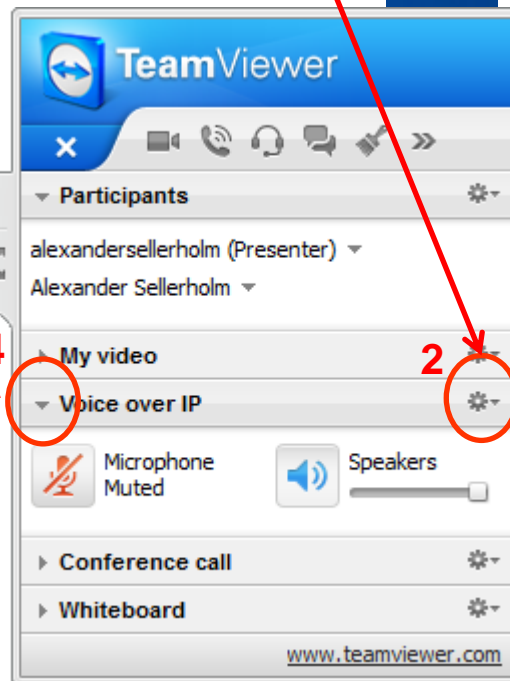 TeamViewer
Participants
alexandersellerholm (Presenter)
Alexander Sellerholm
My video
2
Voice over IP
Microphone Muted
Speakers
Conference call
Whiteboard
www.teamviewer.com